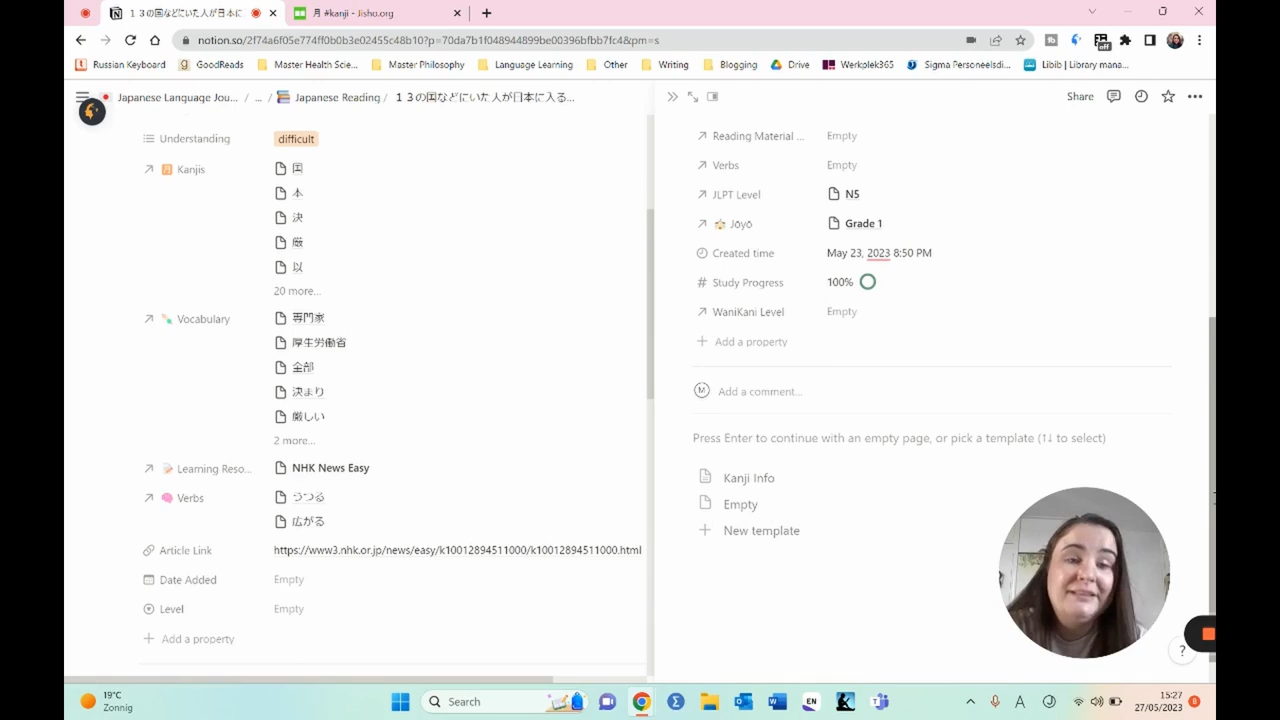 １３の国などにいた人が日本に
月 #kanji - Jisho.org
notion.so/2f74a6f05e774ff0b0b3e02455c48b10?p=70da7b1f048944899be00396bfbb7fc4&pm=s
Russian Keyboard
GoodReads
Master Health Scie...
Master Philosophy
Language Learning
Other
Writing
Blogging
Drive
Werkplek365
Sigma Personeelsdi...
Libib | Library mana...
off
Japanese Language Jou... / ... / Japanese Reading / １３の国などにいた人が日本に入る...
Share
Understanding
difficult
Kanjis
国
本
決
厳
以
20 more...
Vocabulary
専門家
厚生労働省
全部
決まり
厳しい
2 more...
Learning Reso...
NHK News Easy
Verbs
うつる
広がる
Article Link
https://www3.nhk.or.jp/news/easy/k10012894511000/k10012894511000.html
Date Added
Empty
Level
Empty
Add a property
Reading Material ...
Empty
Verbs
Empty
JLPT Level
N5
Jōyō
Grade 1
Created time
May 23, 2023 8:50 PM
Study Progress
100%
WaniKani Level
Empty
Add a property
M
Add a comment...
Press Enter to continue with an empty page, or pick a template (↑↓ to select)
Kanji Info
Empty
New template
?
19°C
Zonnig
Search
EN
A
15:27
27/05/2023
8